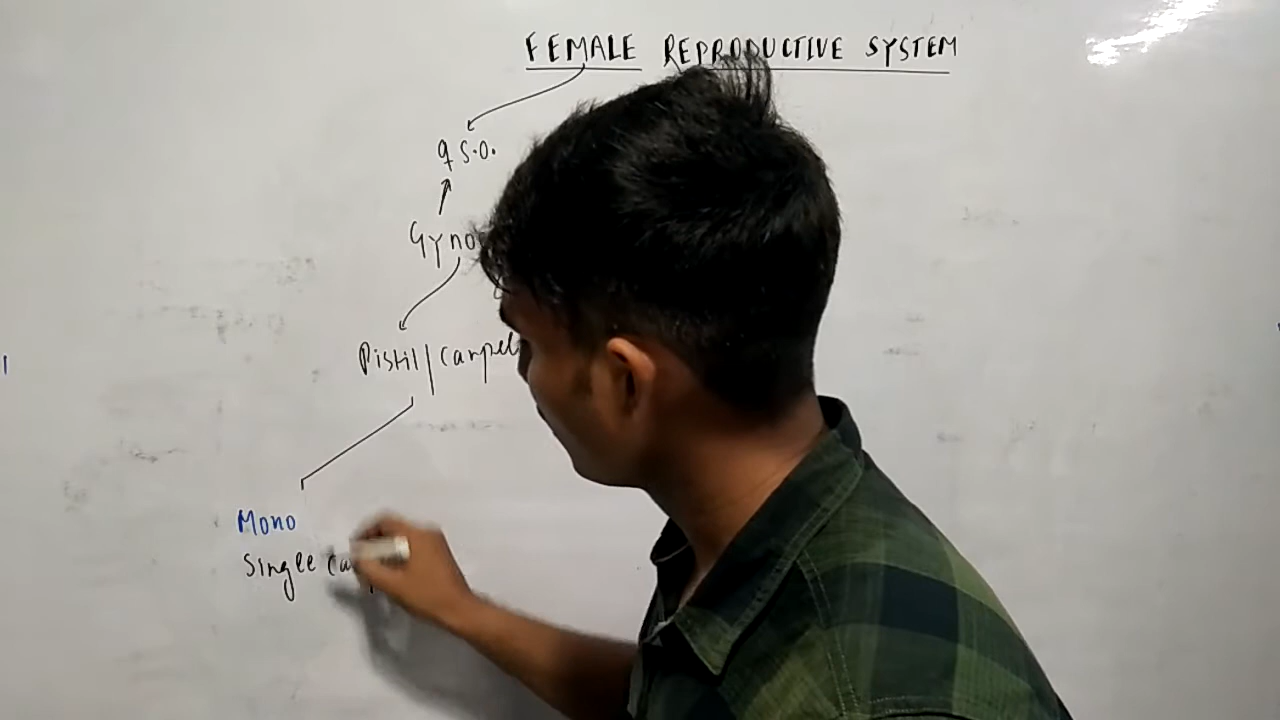 FEMALE REPRODUCTIVE SYSTEM
S.O.
Pistil/Carpel
Mono
Single